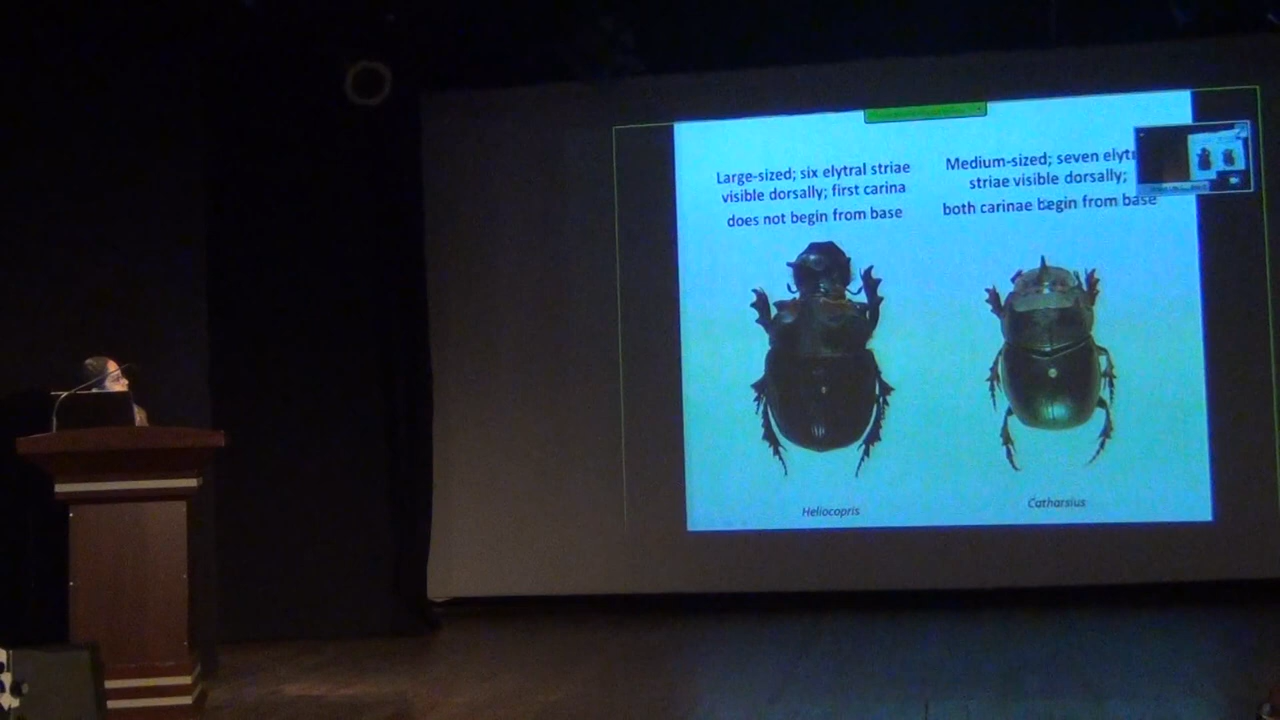 Large-sized; six elytral striae
visible dorsally; first carina
does not begin from base
Medium-sized; seven
striae visible dorsally;
both carinae begin from base
Heliocopris
Catharsius